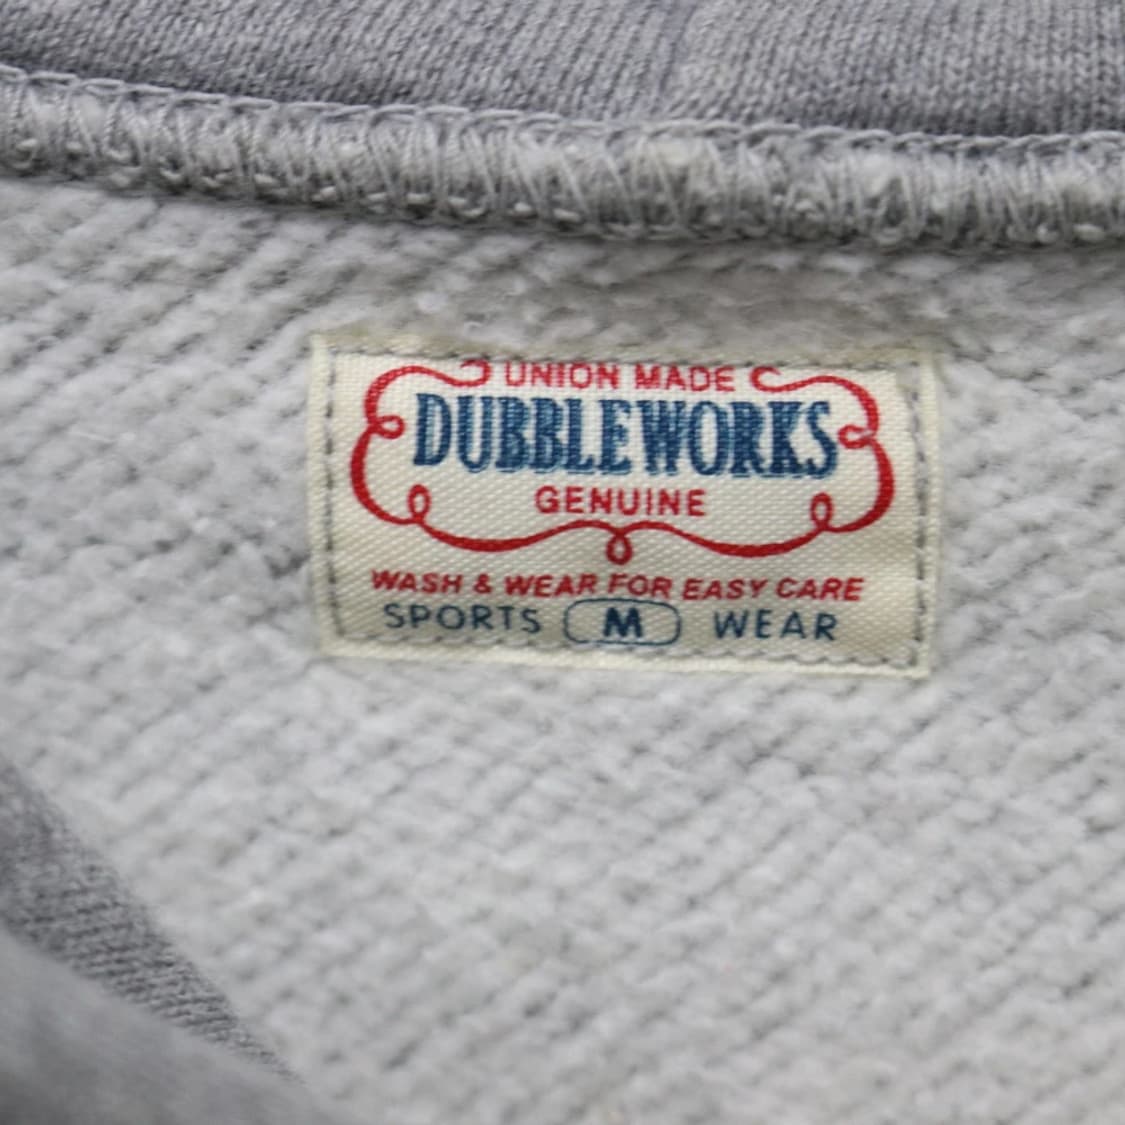 UNION MADE
DUBBLEWORKS
GENUINE
WASH & WEAR FOR EASY CARE
SPORTS M WEAR